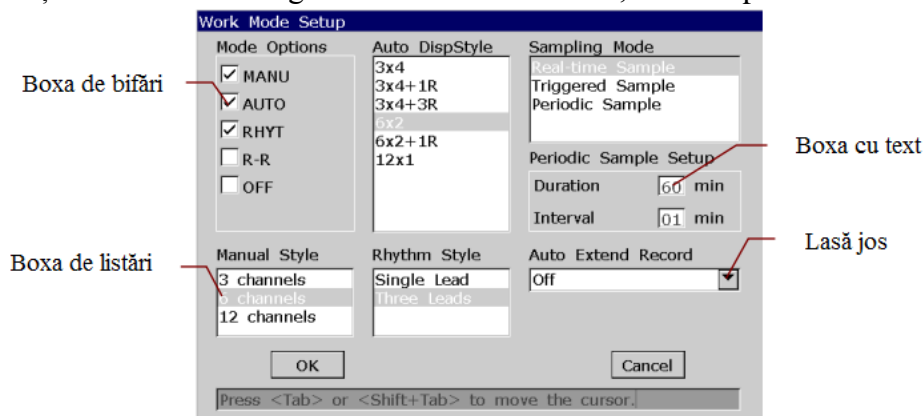 Work Mode Setup
Mode Options
MANU
AUTO
RHYT
R-R
OFF
Auto DispStyle
3x4
3x4+1R
3x4+3R
6x2
6x2+1R
12x1
Sampling Mode
Real-time Sample
Triggered Sample
Periodic Sample
Periodic Sample Setup
Duration 60 min
Interval 01 min
Manual Style
3 channels
6 channels
12 channels
Rhythm Style
Single Lead
Three Leads
Auto Extend Record
Off
OK
Cancel
Press <Tab> or <Shift+Tab> to move the cursor.
Boxa de bifări
Boxa de listări
Boxa cu text
Lasă jos